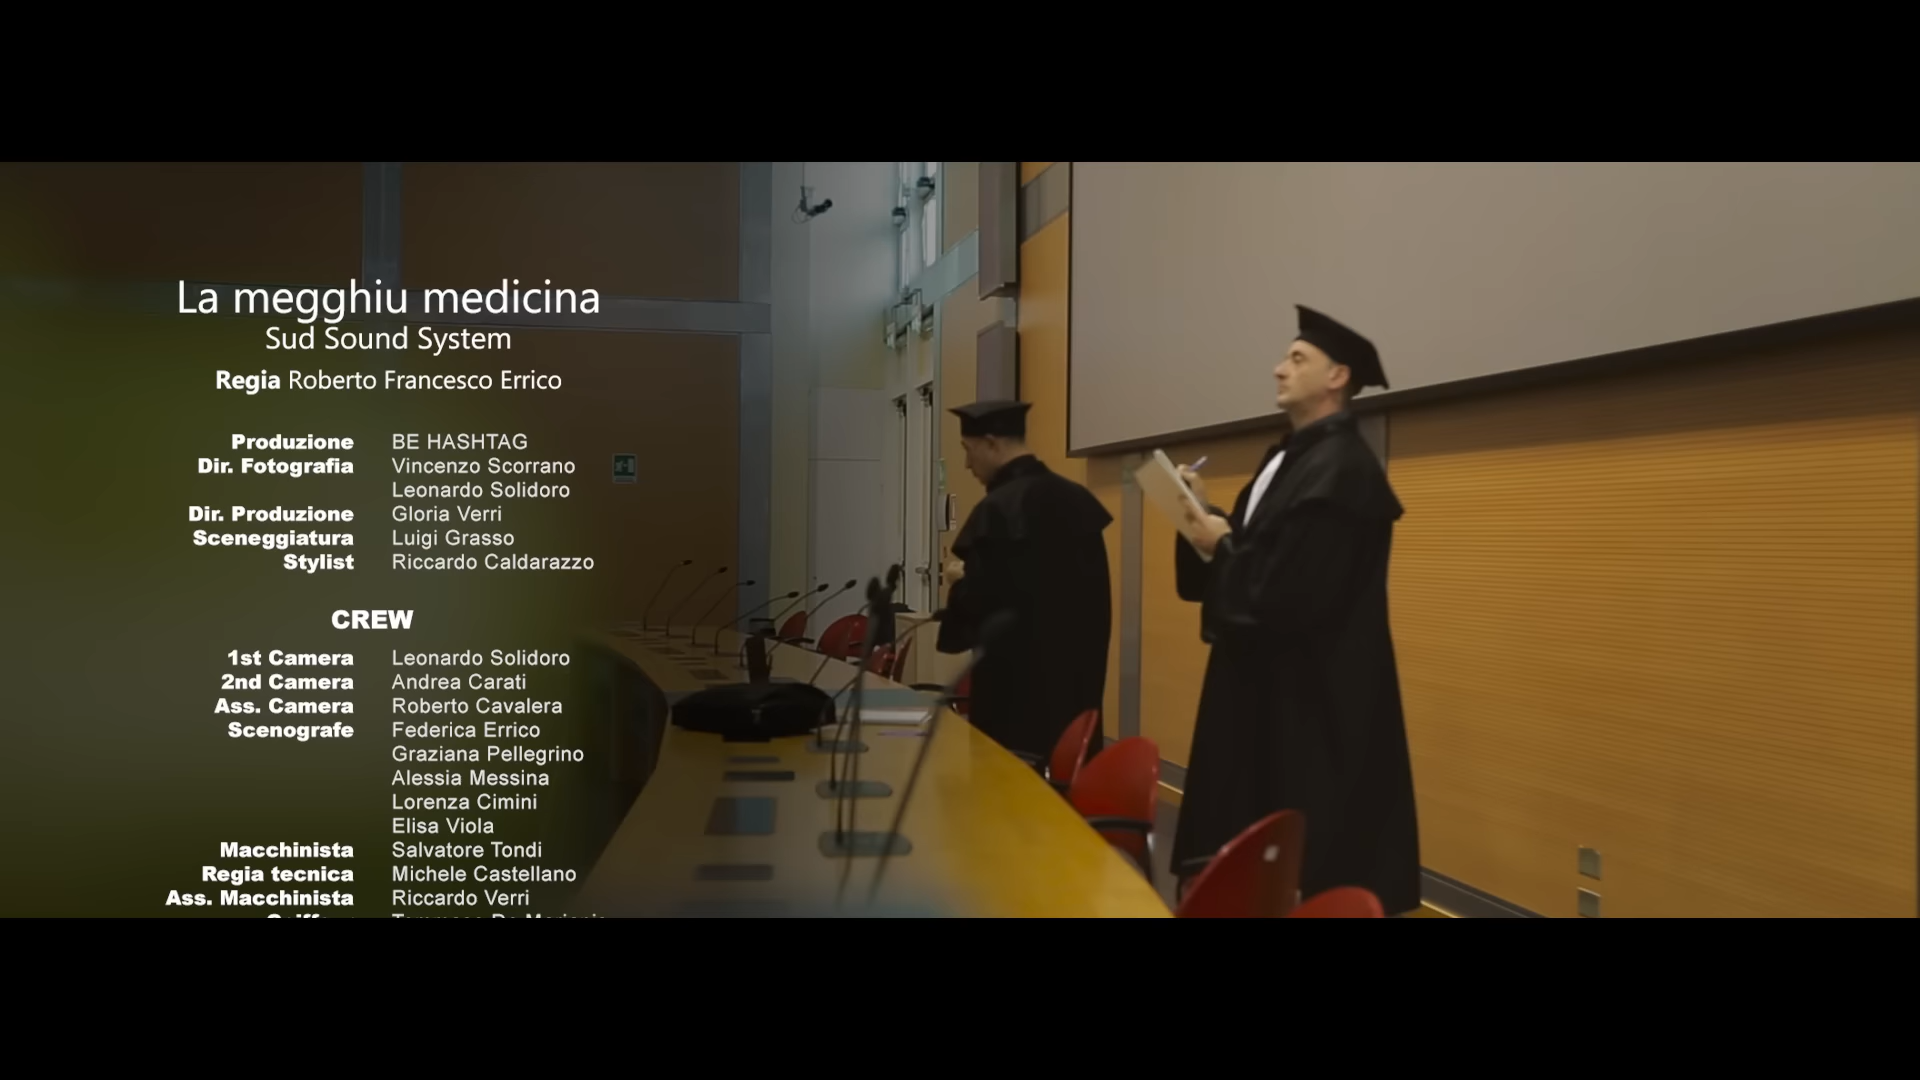 La megghiu medicina
Sud Sound System
Regia Roberto Francesco Errico
Produzione BE HASHTAG
Dir. Fotografia Vincenzo Scorrano
Leonardo Solidoro
Dir. Produzione Gloria Verri
Sceneggiatura Luigi Grasso
Stylist Riccardo Caldarazzo
CREW
1st Camera Leonardo Solidoro
2nd Camera Andrea Carati
Ass. Camera Roberto Cavalera
Scenografe Federica Errico
Graziana Pellegrino
Alessia Messina
Lorenza Cimini
Elisa Viola
Macchinista Salvatore Tondi
Regia tecnica Michele Castellano
Ass. Macchinista Riccardo Verri